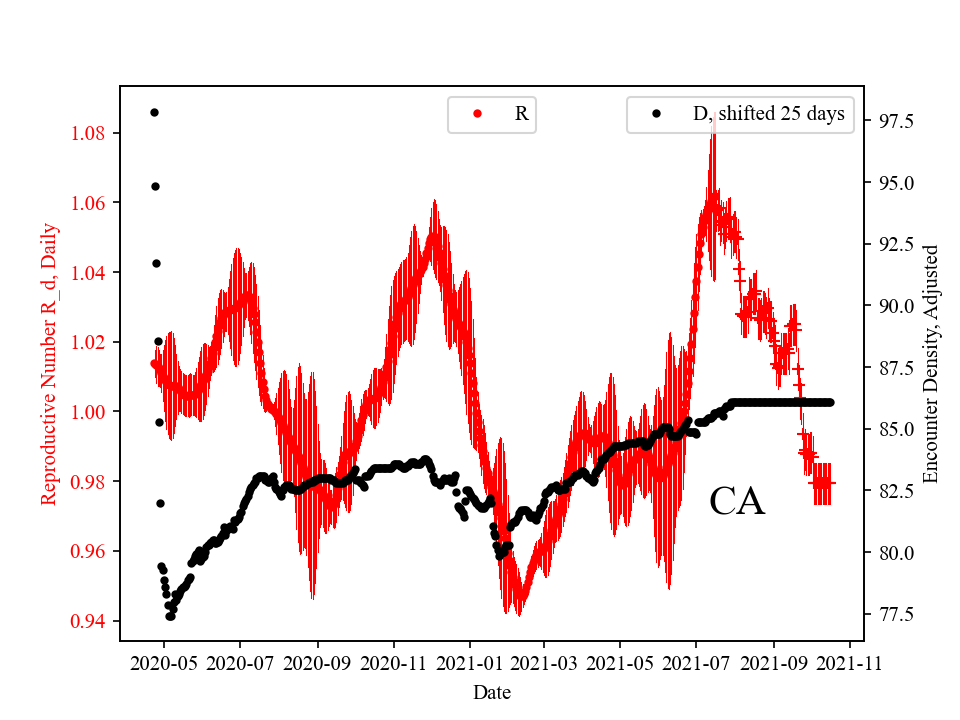 R
D, shifted 25 days
Reproductive Number R_d, Daily
1.08
1.06
1.04
1.02
1.00
0.98
0.96
0.94
97.5
95.0
92.5
90.0
87.5
85.0
82.5
80.0
77.5
Encounter Density, Adjusted
CA
2020-05 2020-07 2020-09 2020-11 2021-01 2021-03 2021-05 2021-07 2021-09 2021-11
Date